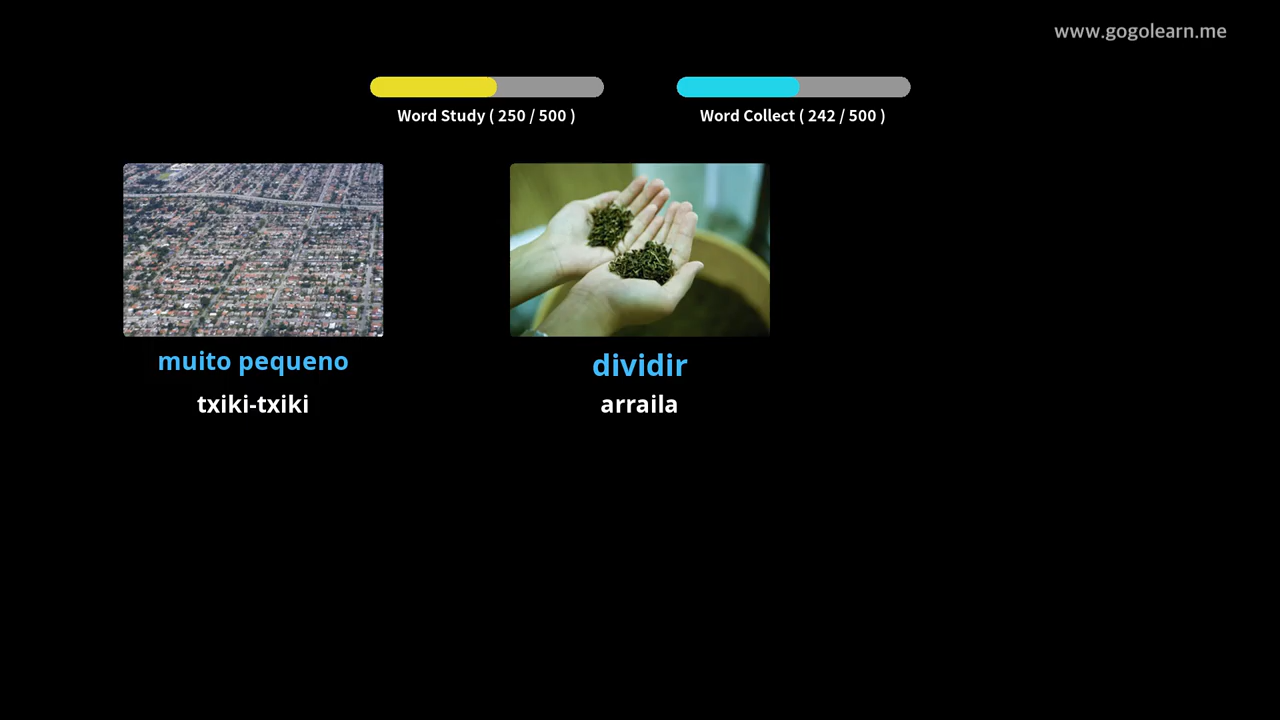 www.gogolearn.me
Word Study ( 250 / 500 )
Word Collect ( 242 / 500 )
muito pequeno
txiki-txiki
dividir
arraila